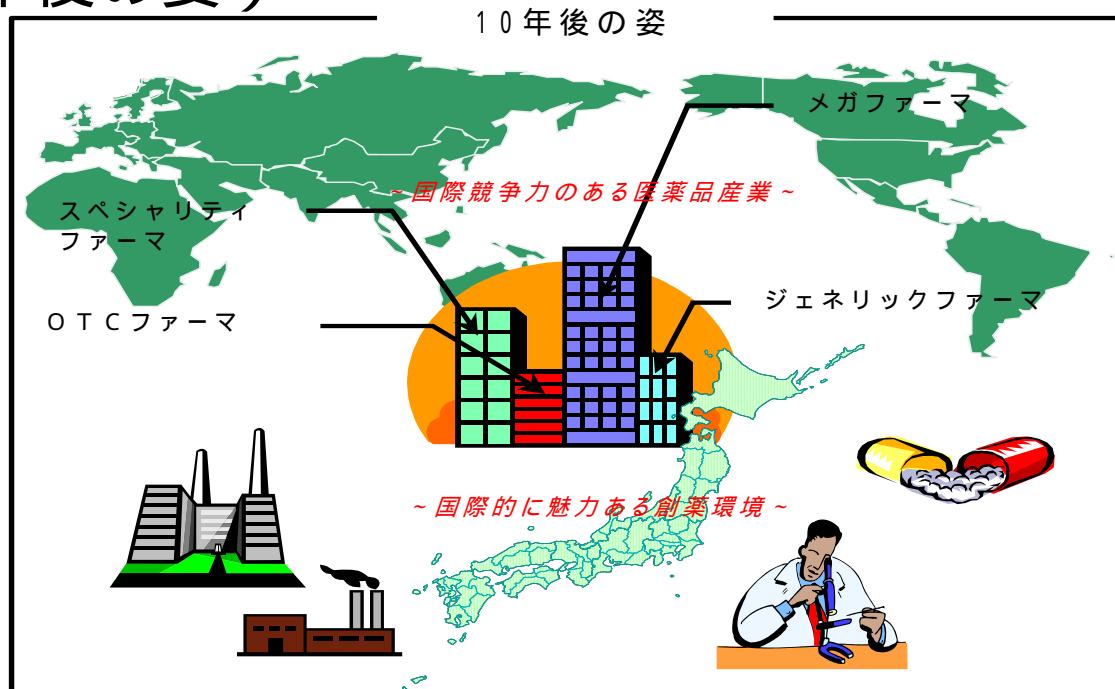 後の姿
10年後の姿
メガファーマ
~国際競争力のある医薬品産業~
スペシャリティ
ファーマ
ジェネリックファーマ
ＯＴＣファーマ
~国際的に魅力ある創薬環境~